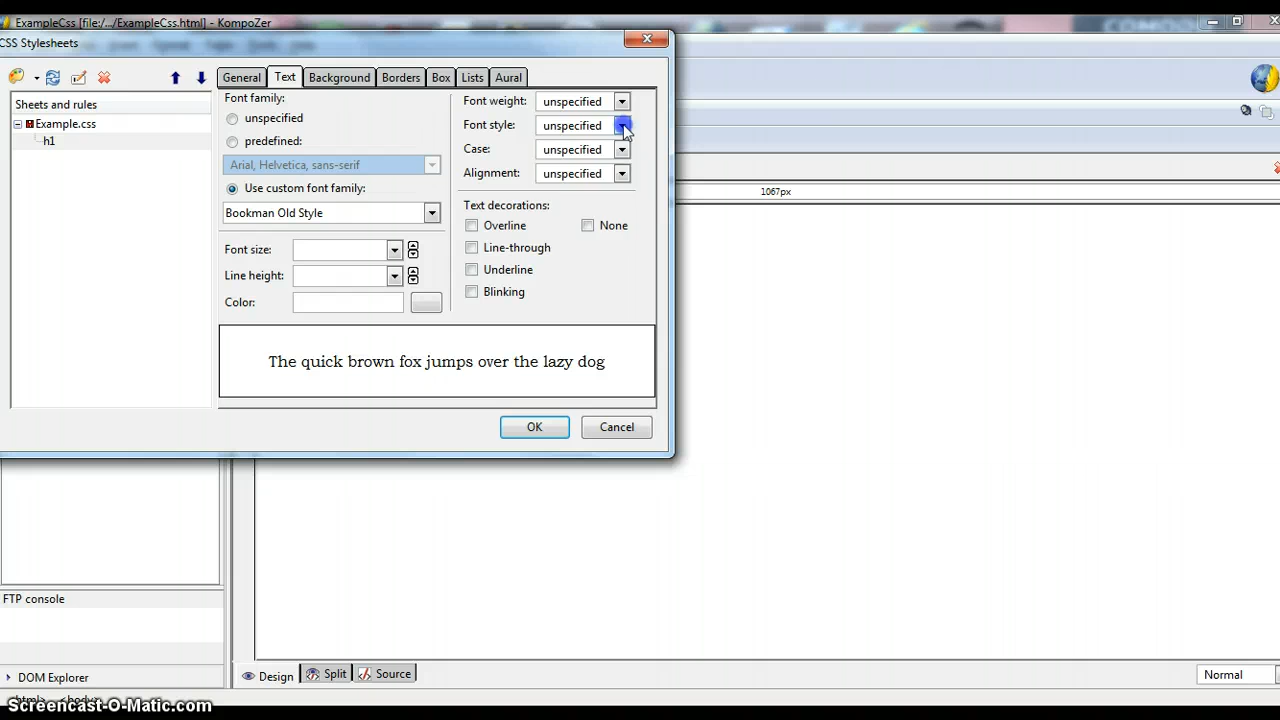 ExampleCss [file:/.../ExampleCss.html] - KompoZer
CSS Stylesheets
General
Text
Background
Borders
Box
Lists
Aural
Sheets and rules
Example.css
h1
Font family:
unspecified
predefined:
Arial, Helvetica, sans-serif
Use custom font family:
Bookman Old Style
Font size:
Line height:
Color:
Font weight: unspecified
Font style: unspecified
Case: unspecified
Alignment: unspecified
Text decorations:
Overline
None
Line-through
Underline
Blinking
The quick brown fox jumps over the lazy dog
OK
Cancel
1067px
FTP console
DOM Explorer
Design
Split
Source
Normal
Screencast-O-Matic.com